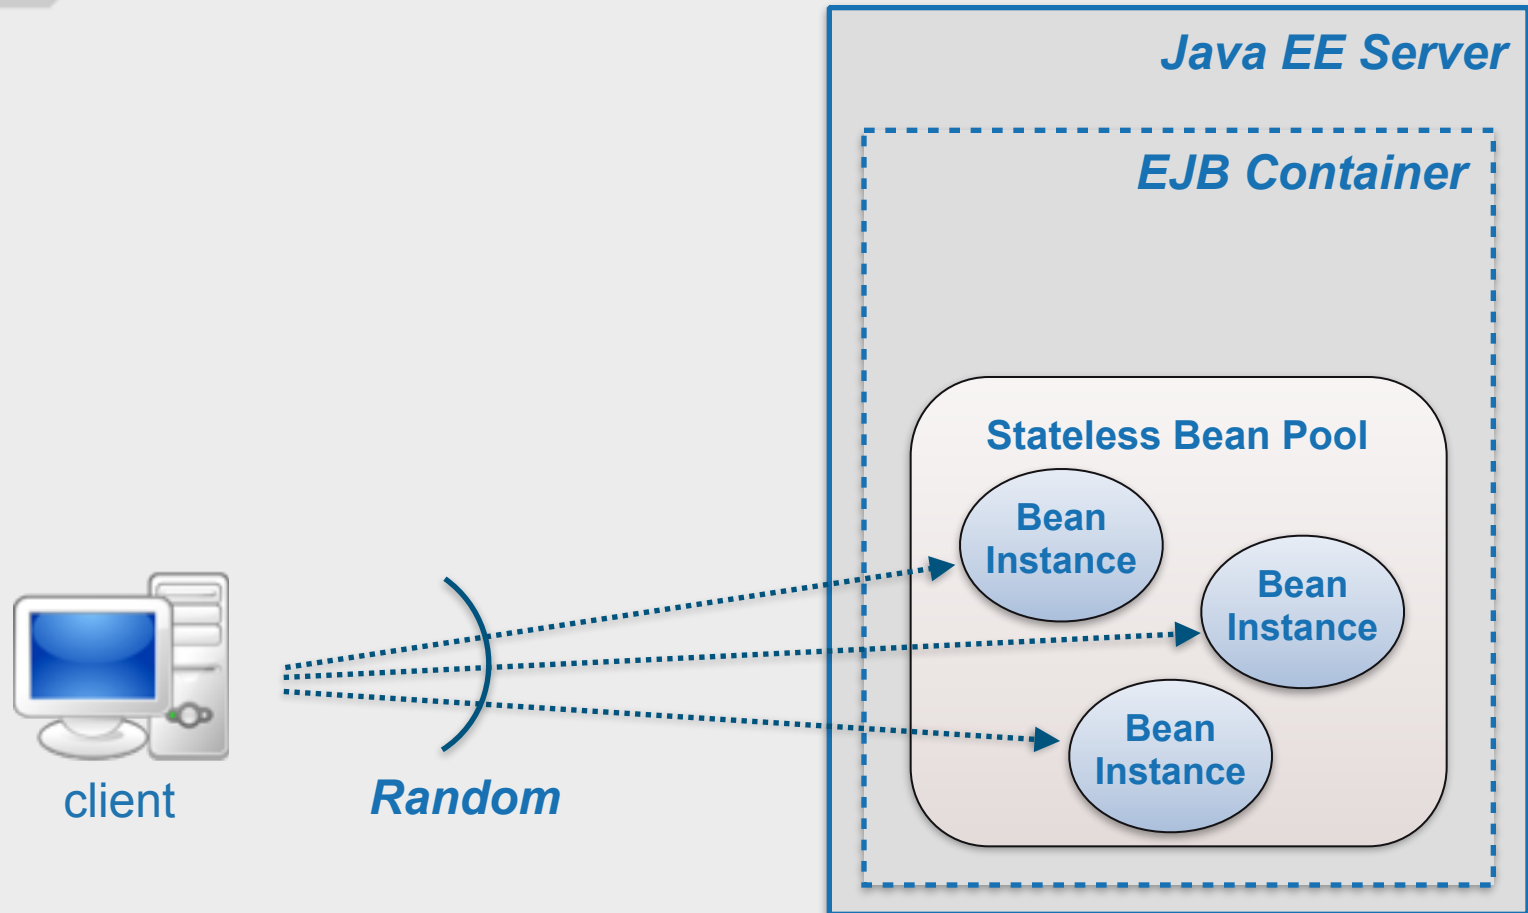 Java EE Server
EJB Container
Stateless Bean Pool
Bean
Instance
Bean
Instance
Bean
Instance
client
Random